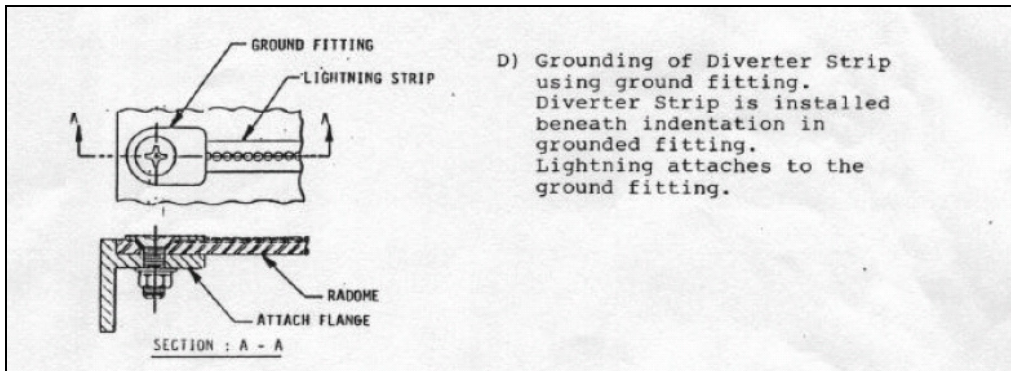 GROUND FITTING
LIGHTNING STRIP
A
A
RADOME
ATTACH FLANGE
SECTION : A - A
D) Grounding of Diverter Strip
using ground fitting.
Diverter Strip is installed
beneath indentation in
grounded fitting.
Lightning attaches to the
ground fitting.